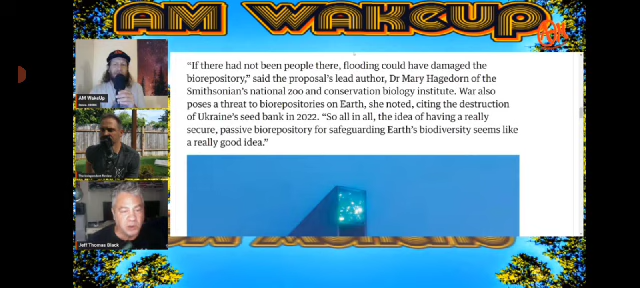 AM WAKEUP
“If there had not been people there, flooding could have damaged the
biorepository,” said the proposal’s lead author, Dr Mary Hagedorn of the
Smithsonian’s national zoo and conservation biology institute. War also
poses a threat to biorepositories on Earth, she noted, citing the destruction
of Ukraine’s seed bank in 2022. “So all in all, the idea of having a really
secure, passive biorepository for safeguarding Earth’s biodiversity seems like
a really good idea.”
AM WakeUp
Jeff Thomas Black